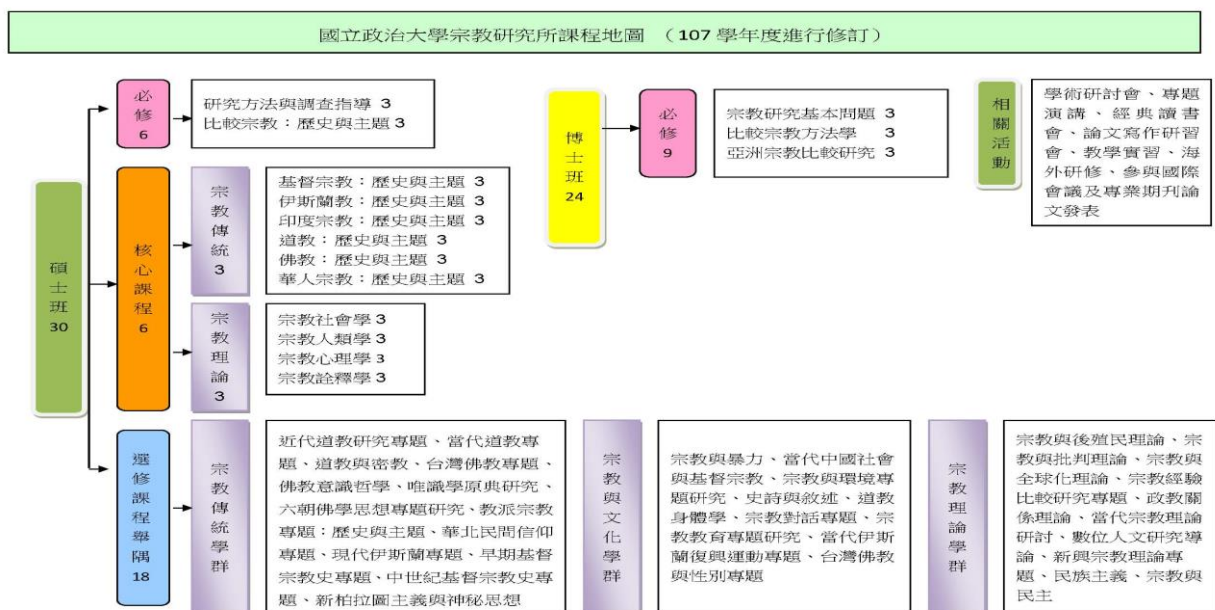 國立政治大學宗教研究所課程地圖 （107 學年度進行修訂）
碩士班
30
必修
6
研究方法與調查指導 3
比較宗教：歷史與主題 3
核心課程
6
宗教傳統
3
基督宗教：歷史與主題 3
伊斯蘭教：歷史與主題 3
印度宗教：歷史與主題 3
道教：歷史與主題 3
佛教：歷史與主題 3
華人宗教：歷史與主題 3
宗教理論
3
宗教社會學 3
宗教人類學 3
宗教心理學 3
宗教詮釋學 3
選修課程舉隅
18
宗教傳統學群
近代道教研究專題、當代道教專
題、道教與密教、台灣佛教專題、
佛教意識哲學、唯識學原典研究、
六朝佛學思想專題研究、教派宗教
專題：歷史與主題、華北民間信仰
專題、現代伊斯蘭專題、早期基督
宗教史專題、中世紀基督宗教史專
題、新柏拉圖主義與神秘思想
宗教與文化學群
宗教與暴力、當代中國社會
與基督宗教、宗教與環境專
題研究、史詩與敘述、道教
身體學、宗教對話專題、宗
教教育專題研究、當代伊斯
蘭復興運動專題、台灣佛教
與性別專題
宗教理論學群
宗教與後殖民理論、宗
教與批判理論、宗教與
全球化理論、宗教經驗
比較研究專題、政教關
係理論、當代宗教理論
研討、數位人文研究導
論、新興宗教理論專
題、民族主義、宗教與
民主
博士班
24
必修
9
宗教研究基本問題 3
比較宗教方法學 3
亞洲宗教比較研究 3
相關活動
學術研討會、專題
演講、經典讀書
會、論文寫作研習
會、教學實習、海
外研修、參與國際
會議及專業期刊論
文發表